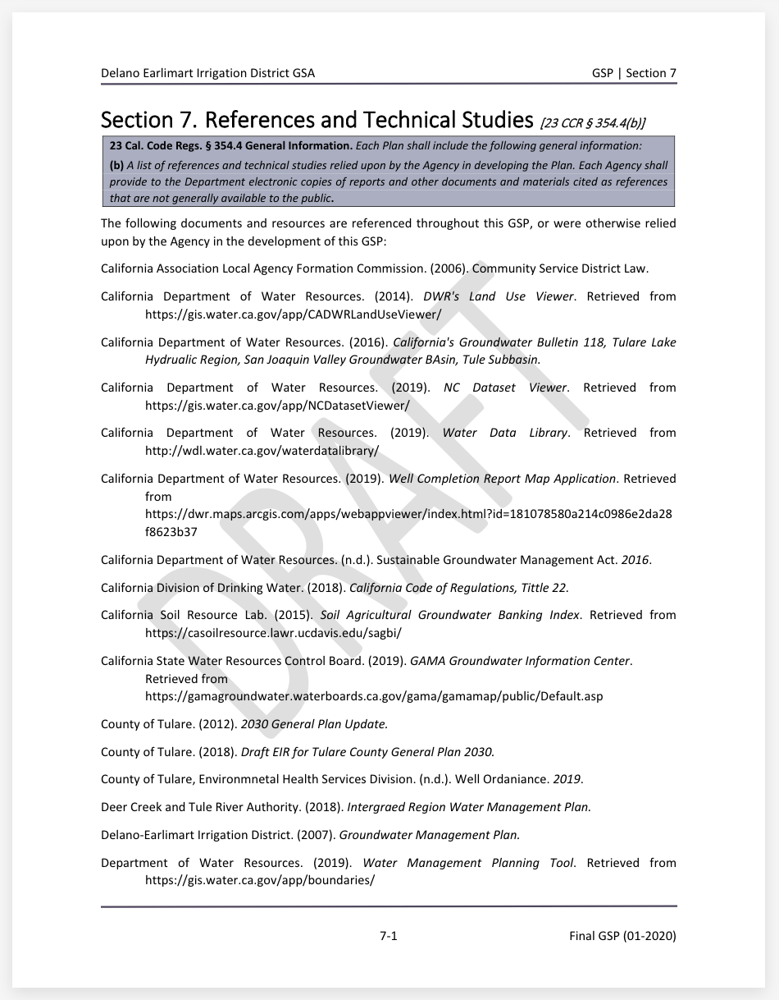 Delano Earlimart Irrigation District GSA GSP | Section 7
Section 7. References and Technical Studies [23 CCR § 354.4(b)]
23 Cal. Code Regs. § 354.4 General Information. Each Plan shall include the following general information:
(b) A list of references and technical studies relied upon by the Agency in developing the Plan. Each Agency shall
provide to the Department electronic copies of reports and other documents and materials cited as references
that are not generally available to the public.
The following documents and resources are referenced throughout this GSP, or were otherwise relied
upon by the Agency in the development of this GSP:
California Association Local Agency Formation Commission. (2006). Community Service District Law.
California Department of Water Resources. (2014). DWR's Land Use Viewer. Retrieved from
https://gis.water.ca.gov/app/CADWRLandUseViewer/
California Department of Water Resources. (2016). California's Groundwater Bulletin 118, Tulare Lake
Hydrualic Region, San Joaquin Valley Groundwater BAsin, Tule Subbasin.
California Department of Water Resources. (2019). NC Dataset Viewer. Retrieved from
https://gis.water.ca.gov/app/NCDatasetViewer/
California Department of Water Resources. (2019). Water Data Library. Retrieved from
http://wdl.water.ca.gov/waterdatalibrary/
California Department of Water Resources. (2019). Well Completion Report Map Application. Retrieved
from
https://dwr.maps.arcgis.com/apps/webappviewer/index.html?id=181078580a214c0986e2da28
f8623b37
California Department of Water Resources. (n.d.). Sustainable Groundwater Management Act. 2016.
California Division of Drinking Water. (2018). California Code of Regulations, Tittle 22.
California Soil Resource Lab. (2015). Soil Agricultural Groundwater Banking Index. Retrieved from
https://casoilresource.lawr.ucdavis.edu/sagbi/
California State Water Resources Control Board. (2019). GAMA Groundwater Information Center.
Retrieved from
https://gamagroundwater.waterboards.ca.gov/gama/gamamap/public/Default.asp
County of Tulare. (2012). 2030 General Plan Update.
County of Tulare. (2018). Draft EIR for Tulare County General Plan 2030.
County of Tulare, Environmnetal Health Services Division. (n.d.). Well Ordaniance. 2019.
Deer Creek and Tule River Authority. (2018). Intergraed Region Water Management Plan.
Delano-Earlimart Irrigation District. (2007). Groundwater Management Plan.
Department of Water Resources. (2019). Water Management Planning Tool. Retrieved from
https://gis.water.ca.gov/app/boundaries/
DRAFT
7-1 Final GSP (01-2020)